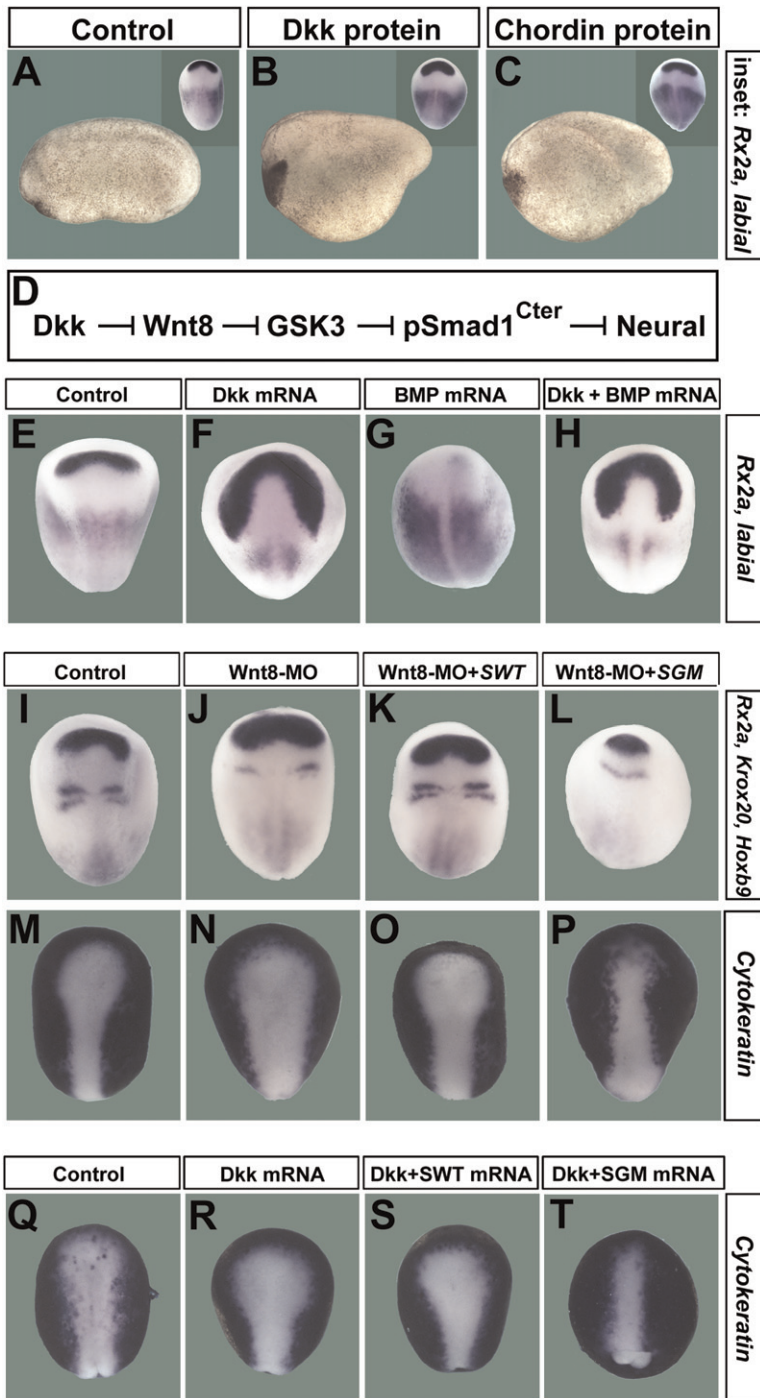 Control
Dkk protein
Chordin protein
A
B
C
inset: Rx2a, labial
D
Dkk ⊣ Wnt8 ⊣ GSK3 ⊣ pSmad1Cter ⊣ Neural
Control
Dkk mRNA
BMP mRNA
Dkk + BMP mRNA
E
F
G
H
Rx2a, labial
Control
Wnt8-MO
Wnt8-MO+SWT
Wnt8-MO+SGM
I
J
K
L
Rx2a, Krox20, Hoxb9
M
N
O
P
Cytokeratin
Control
Dkk mRNA
Dkk+SWT mRNA
Dkk+SGM mRNA
Q
R
S
T
Cytokeratin